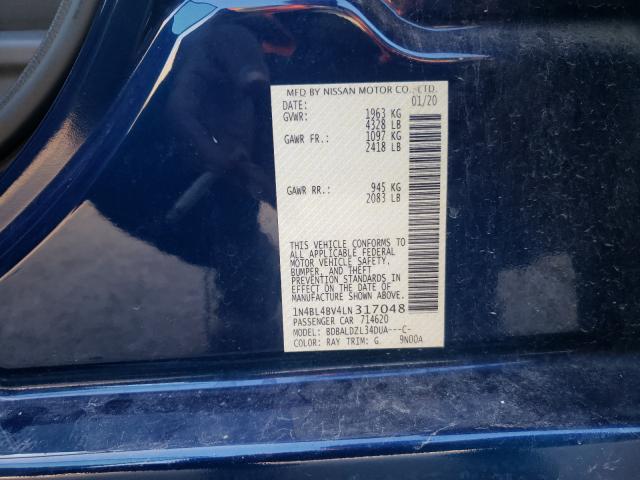 MFD BY NISSAN MOTOR CO., LTD.
DATE: 01/20
GVWR: 1963 KG
4328 LB
GAWR FR.: 1097 KG
2418 LB
GAWR RR.: 945 KG
2083 LB
THIS VEHICLE CONFORMS TO
ALL APPLICABLE FEDERAL
MOTOR VEHICLE SAFETY,
BUMPER, AND THEFT
PREVENTION STANDARDS IN
EFFECT ON THE DATE OF
MANUFACTURE SHOWN ABOVE.
1N4BL4BV4LN317048
PASSENGER CAR 714620
MODEL: BDBALDZL34DUA---C-
COLOR: RAY TRIM: G 9N00A